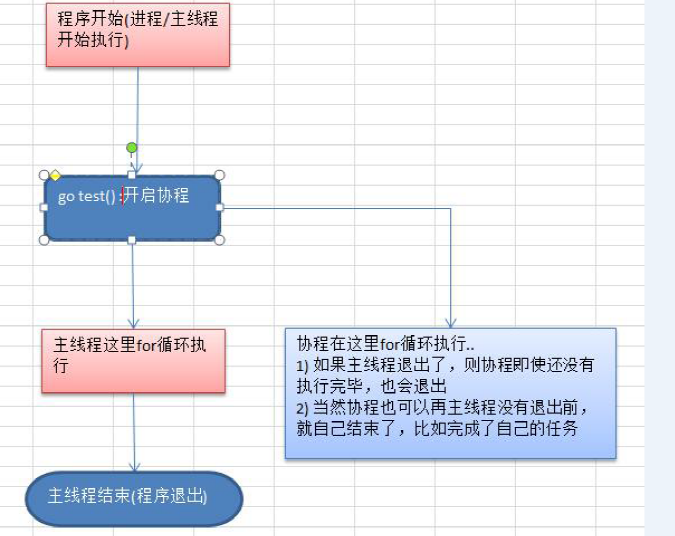 程序开始(进程/主线程
开始执行)
go test() :开启协程
主线程这里for循环执
行
协程在这里for循环执行..
1) 如果主线程退出了，则协程即使还没有
执行完毕，也会退出
2) 当然协程也可以再主线程没有退出前，
就自己结束了，比如完成了自己的任务
主线程结束(程序退出)